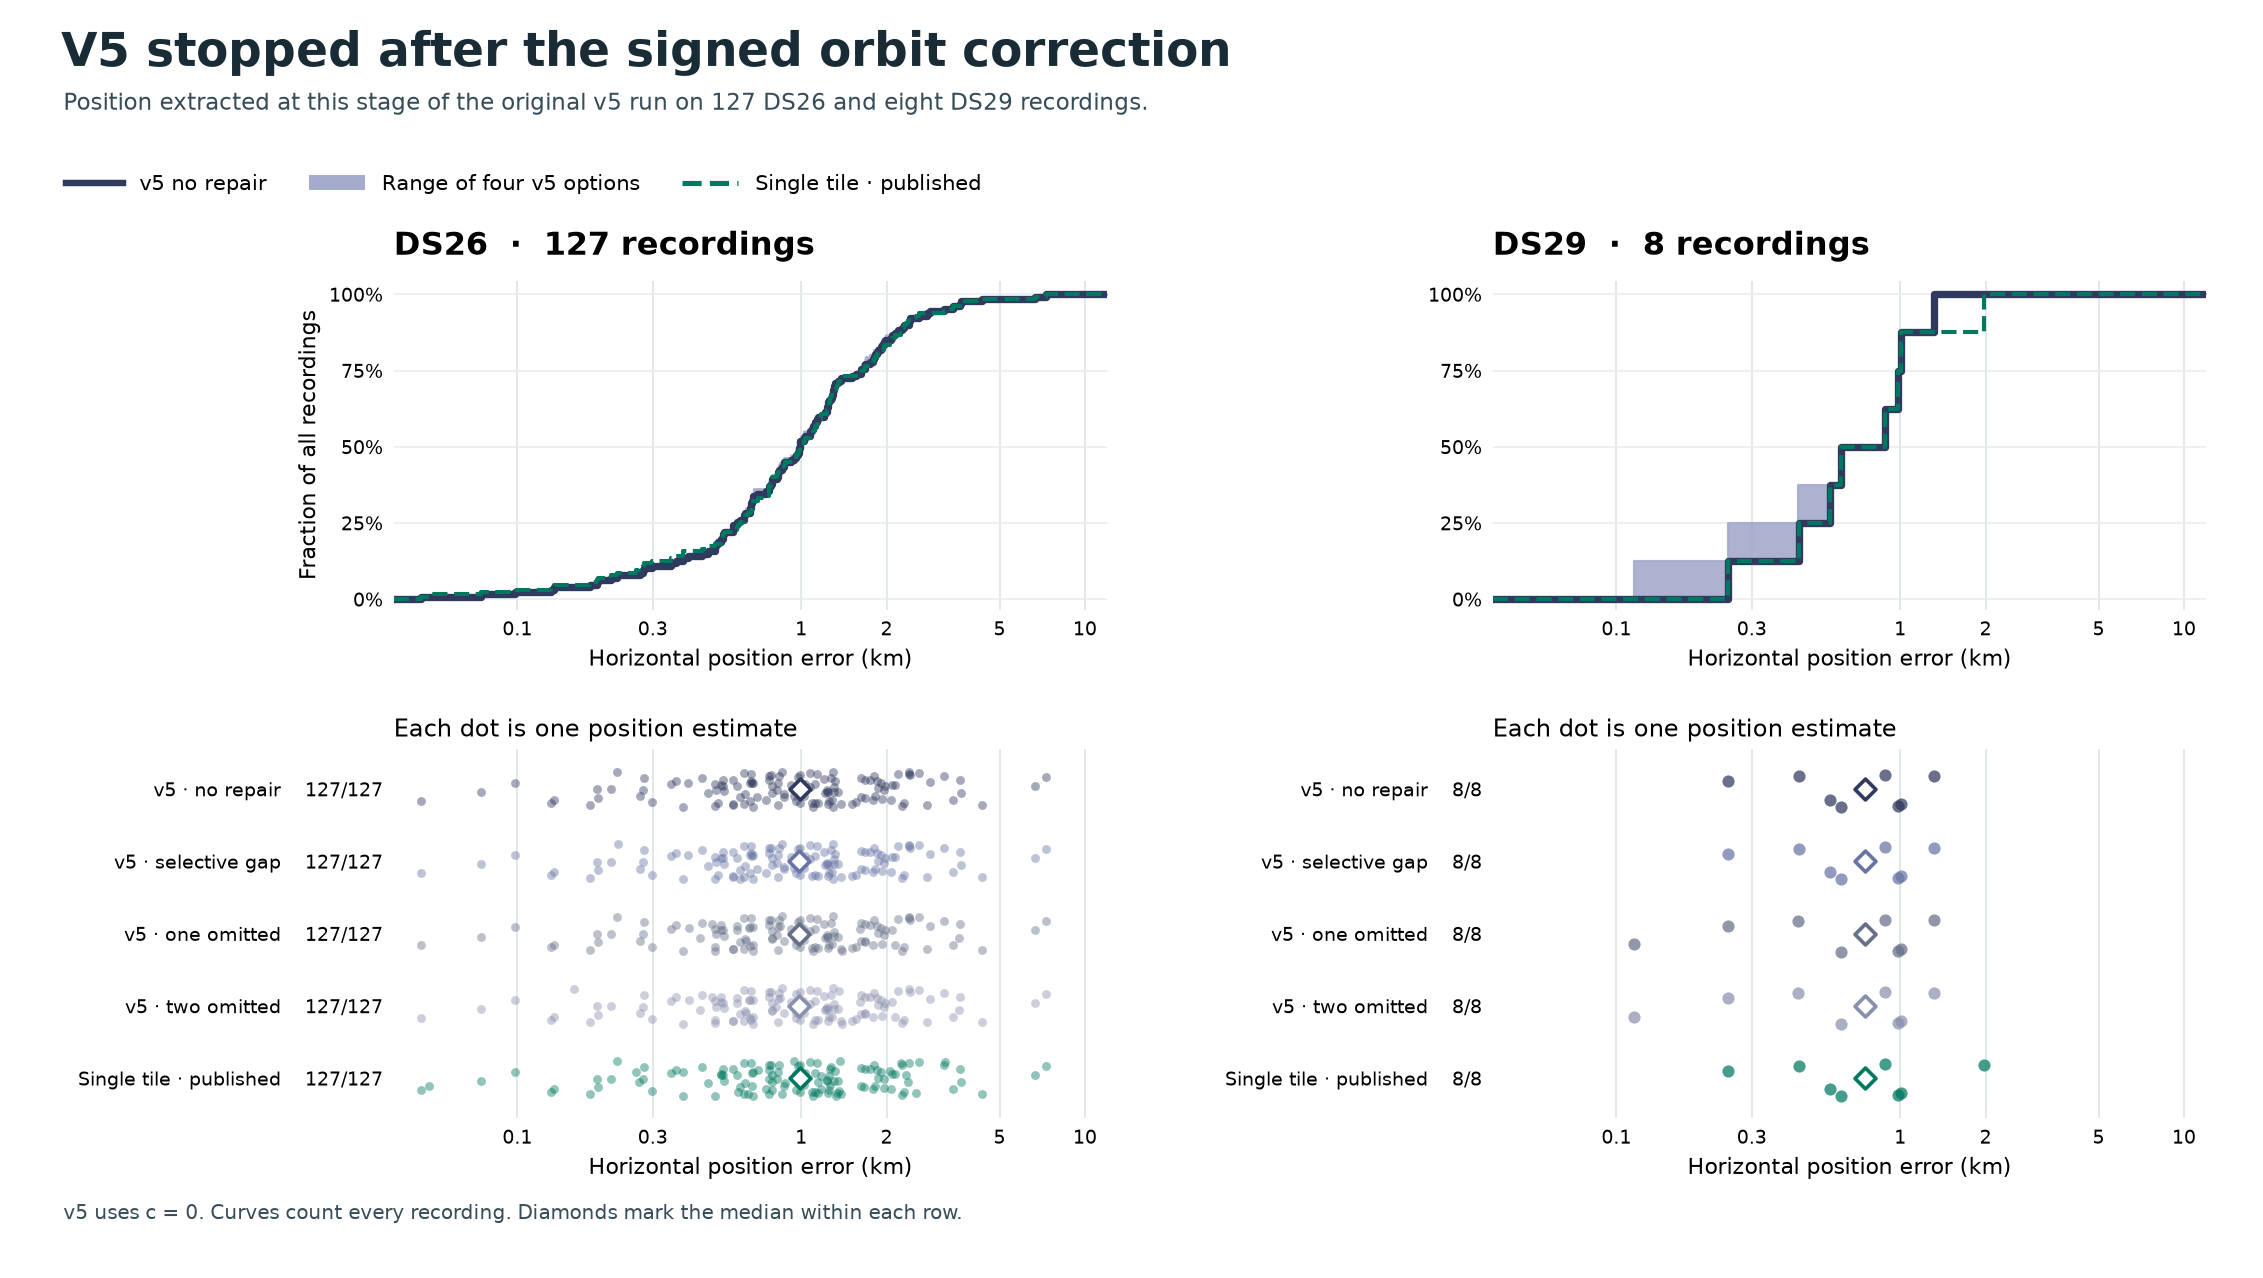 V5 stopped after the signed orbit correction
Position extracted at this stage of the original v5 run on 127 DS26 and eight DS29 recordings.
v5 no repair
Range of four v5 options
Single tile · published
DS26 · 127 recordings
100%
75%
50%
25%
0%
Fraction of all recordings
0.1 0.3 1 2 5 10
Horizontal position error (km)
DS29 · 8 recordings
100%
75%
50%
25%
0%
0.1 0.3 1 2 5 10
Horizontal position error (km)
Each dot is one position estimate
v5 · no repair 127/127
v5 · selective gap 127/127
v5 · one omitted 127/127
v5 · two omitted 127/127
Single tile · published 127/127
0.1 0.3 1 2 5 10
Horizontal position error (km)
Each dot is one position estimate
v5 · no repair 8/8
v5 · selective gap 8/8
v5 · one omitted 8/8
v5 · two omitted 8/8
Single tile · published 8/8
0.1 0.3 1 2 5 10
Horizontal position error (km)
v5 uses c = 0. Curves count every recording. Diamonds mark the median within each row.